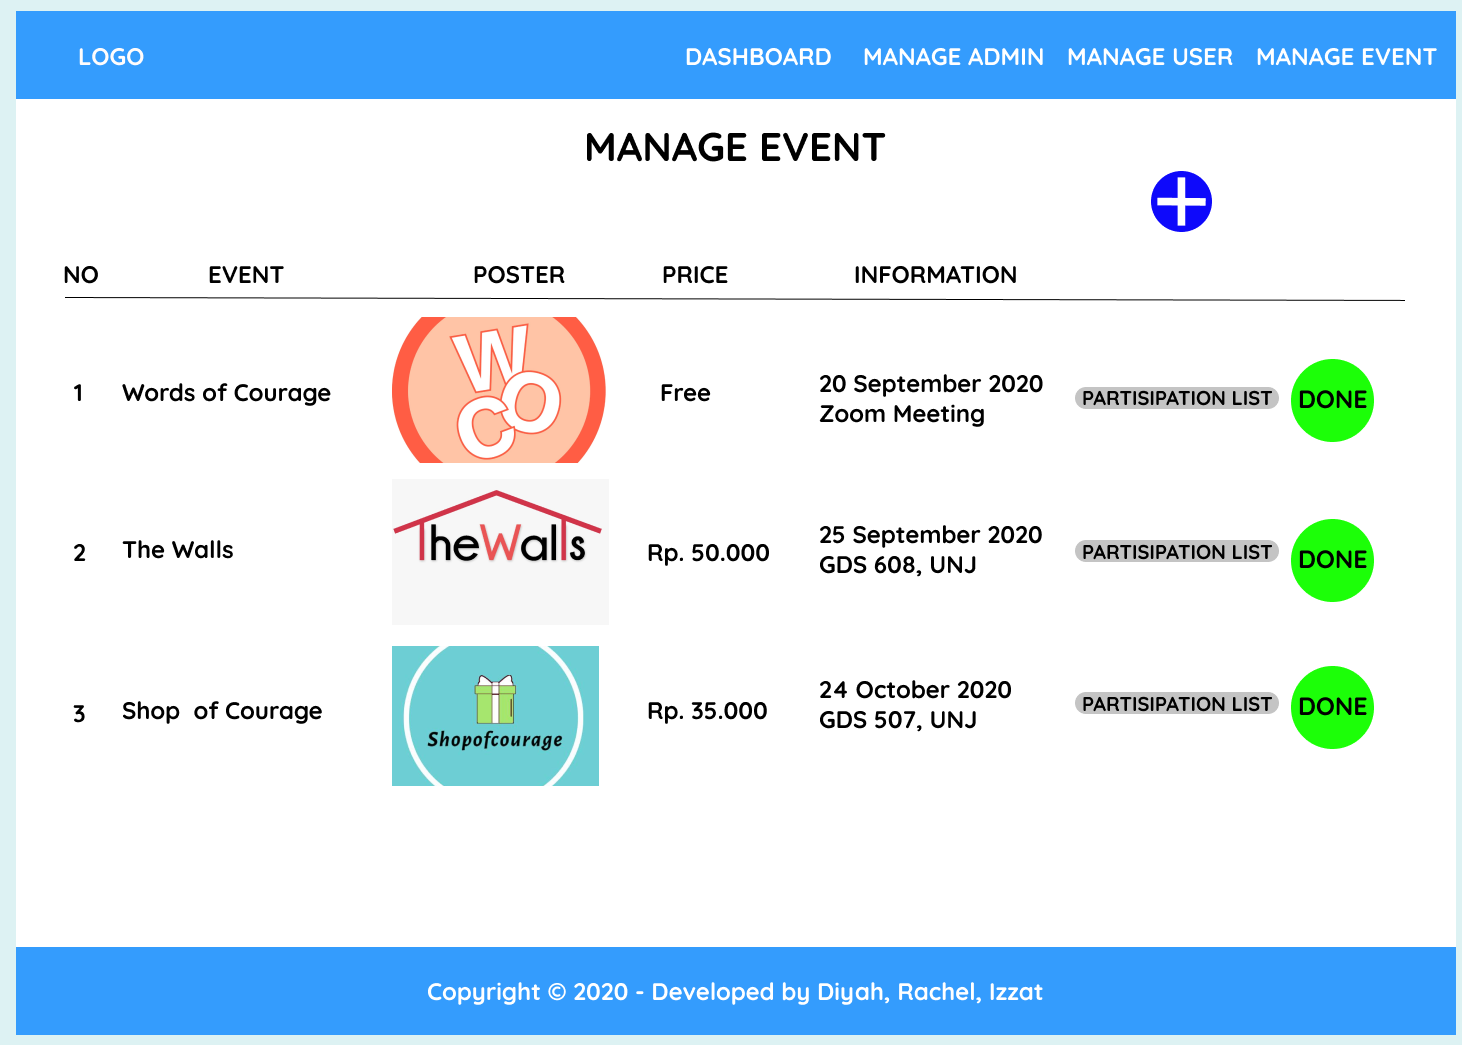 LOGO DASHBOARD MANAGE ADMIN MANAGE USER MANAGE EVENT
MANAGE EVENT
NO EVENT POSTER PRICE INFORMATION
1 Words of Courage WOC Free 20 September 2020
Zoom Meeting
PARTISIPATION LIST DONE
2 The Walls TheWalls Rp. 50.000 25 September 2020
GDS 608, UNJ
PARTISIPATION LIST DONE
3 Shop of Courage Shopofcourage Rp. 35.000 24 October 2020
GDS 507, UNJ
PARTISIPATION LIST DONE
Copyright © 2020 - Developed by Diyah, Rachel, Izzat